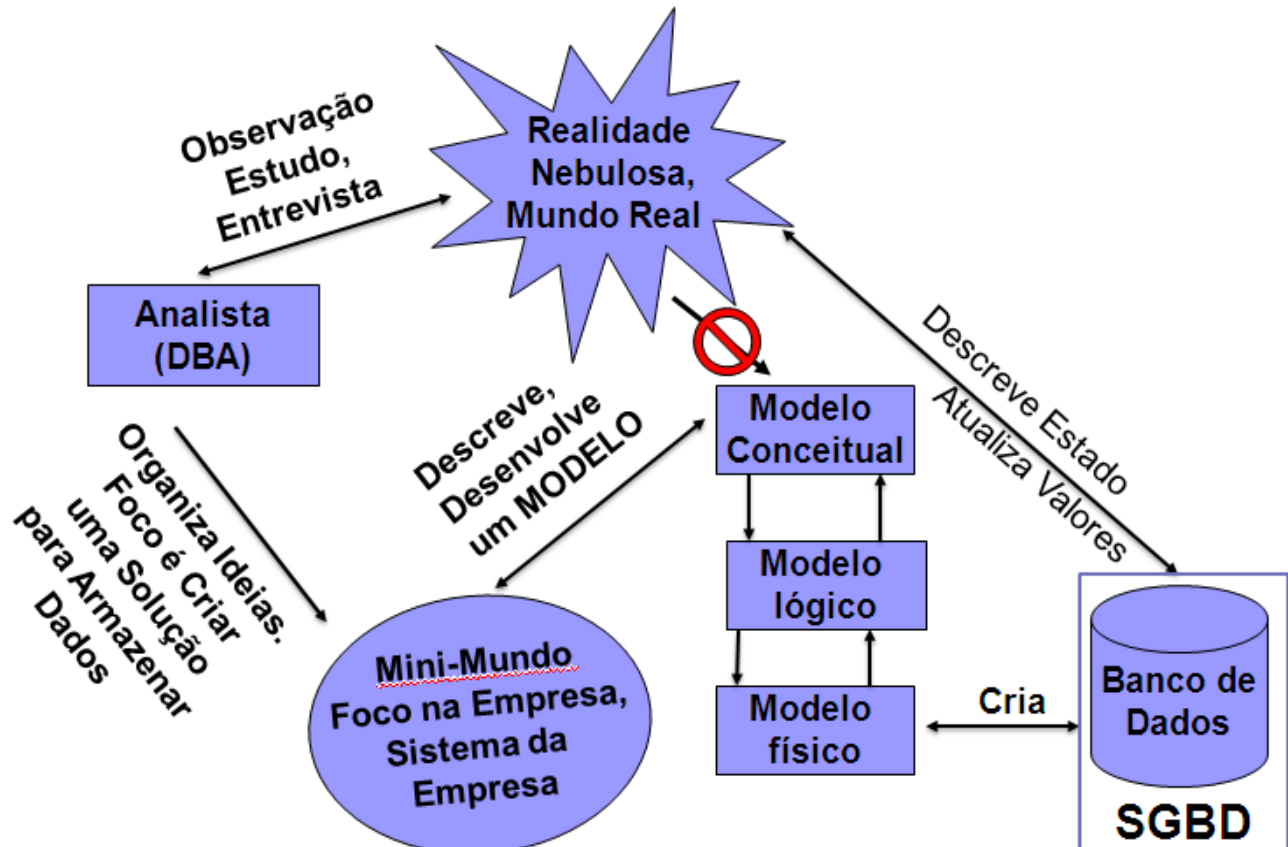 Observação
Estudo,
Entrevista
Realidade
Nebulosa,
Mundo Real
Analista
(DBA)
Organiza Ideias.
Foco é Criar
uma Solução
para Armazenar
Dados
Descreve,
Desenvolve
um MODELO
Mini-Mundo
Foco na Empresa,
Sistema da
Empresa
Modelo
Conceitual
Modelo
lógico
Modelo
físico
Descreve Estado
Atualiza Valores
Cria
Banco de
Dados
SGBD